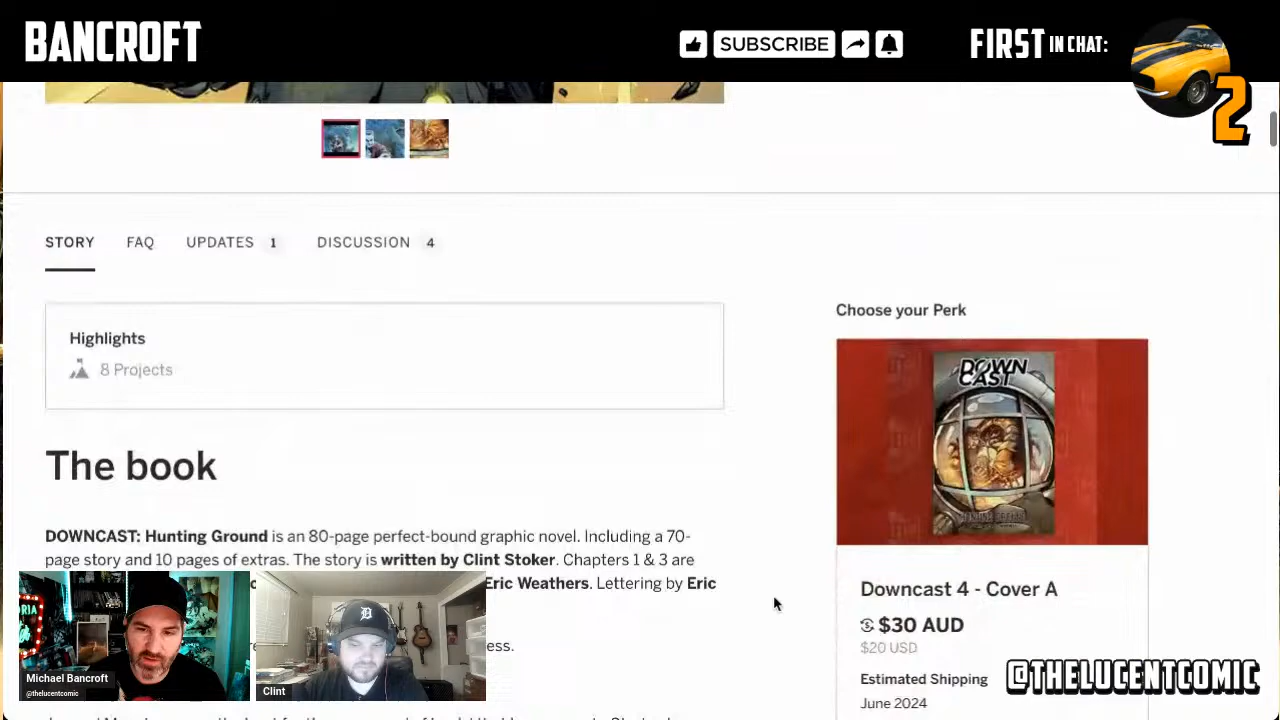 BANCROFT
SUBSCRIBE
FIRST IN CHAT:
2
STORY
FAQ
UPDATES 1
DISCUSSION 4
Highlights
8 Projects
Choose your Perk
DOWN
CAST
The book
DOWNCAST: Hunting Ground is an 80-page perfect-bound graphic novel. Including a 70-
page story and 10 pages of extras. The story is written by Clint Stoker. Chapters 1 & 3 are
Eric Weathers. Lettering by Eric
ess.
Downcast 4 - Cover A
$30 AUD
$20 USD
Estimated Shipping
June 2024
Michael Bancroft
@thelucentcomic
Clint
@THELUCENTCOMIC